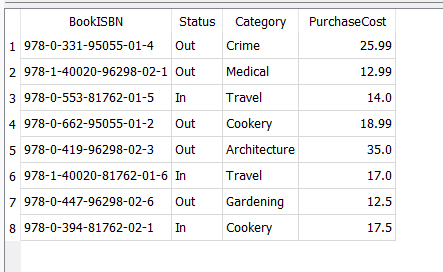 BookISBN Status Category PurchaseCost
1 978-0-331-95055-01-4 Out Crime 25.99
2 978-1-40020-96298-02-1 Out Medical 12.99
3 978-0-553-81762-01-5 In Travel 14.0
4 978-0-662-95055-01-2 Out Cookery 18.99
5 978-0-419-96298-02-3 Out Architecture 35.0
6 978-1-40020-81762-01-6 In Travel 17.0
7 978-0-447-96298-02-6 Out Gardening 12.5
8 978-0-394-81762-02-1 In Cookery 17.5